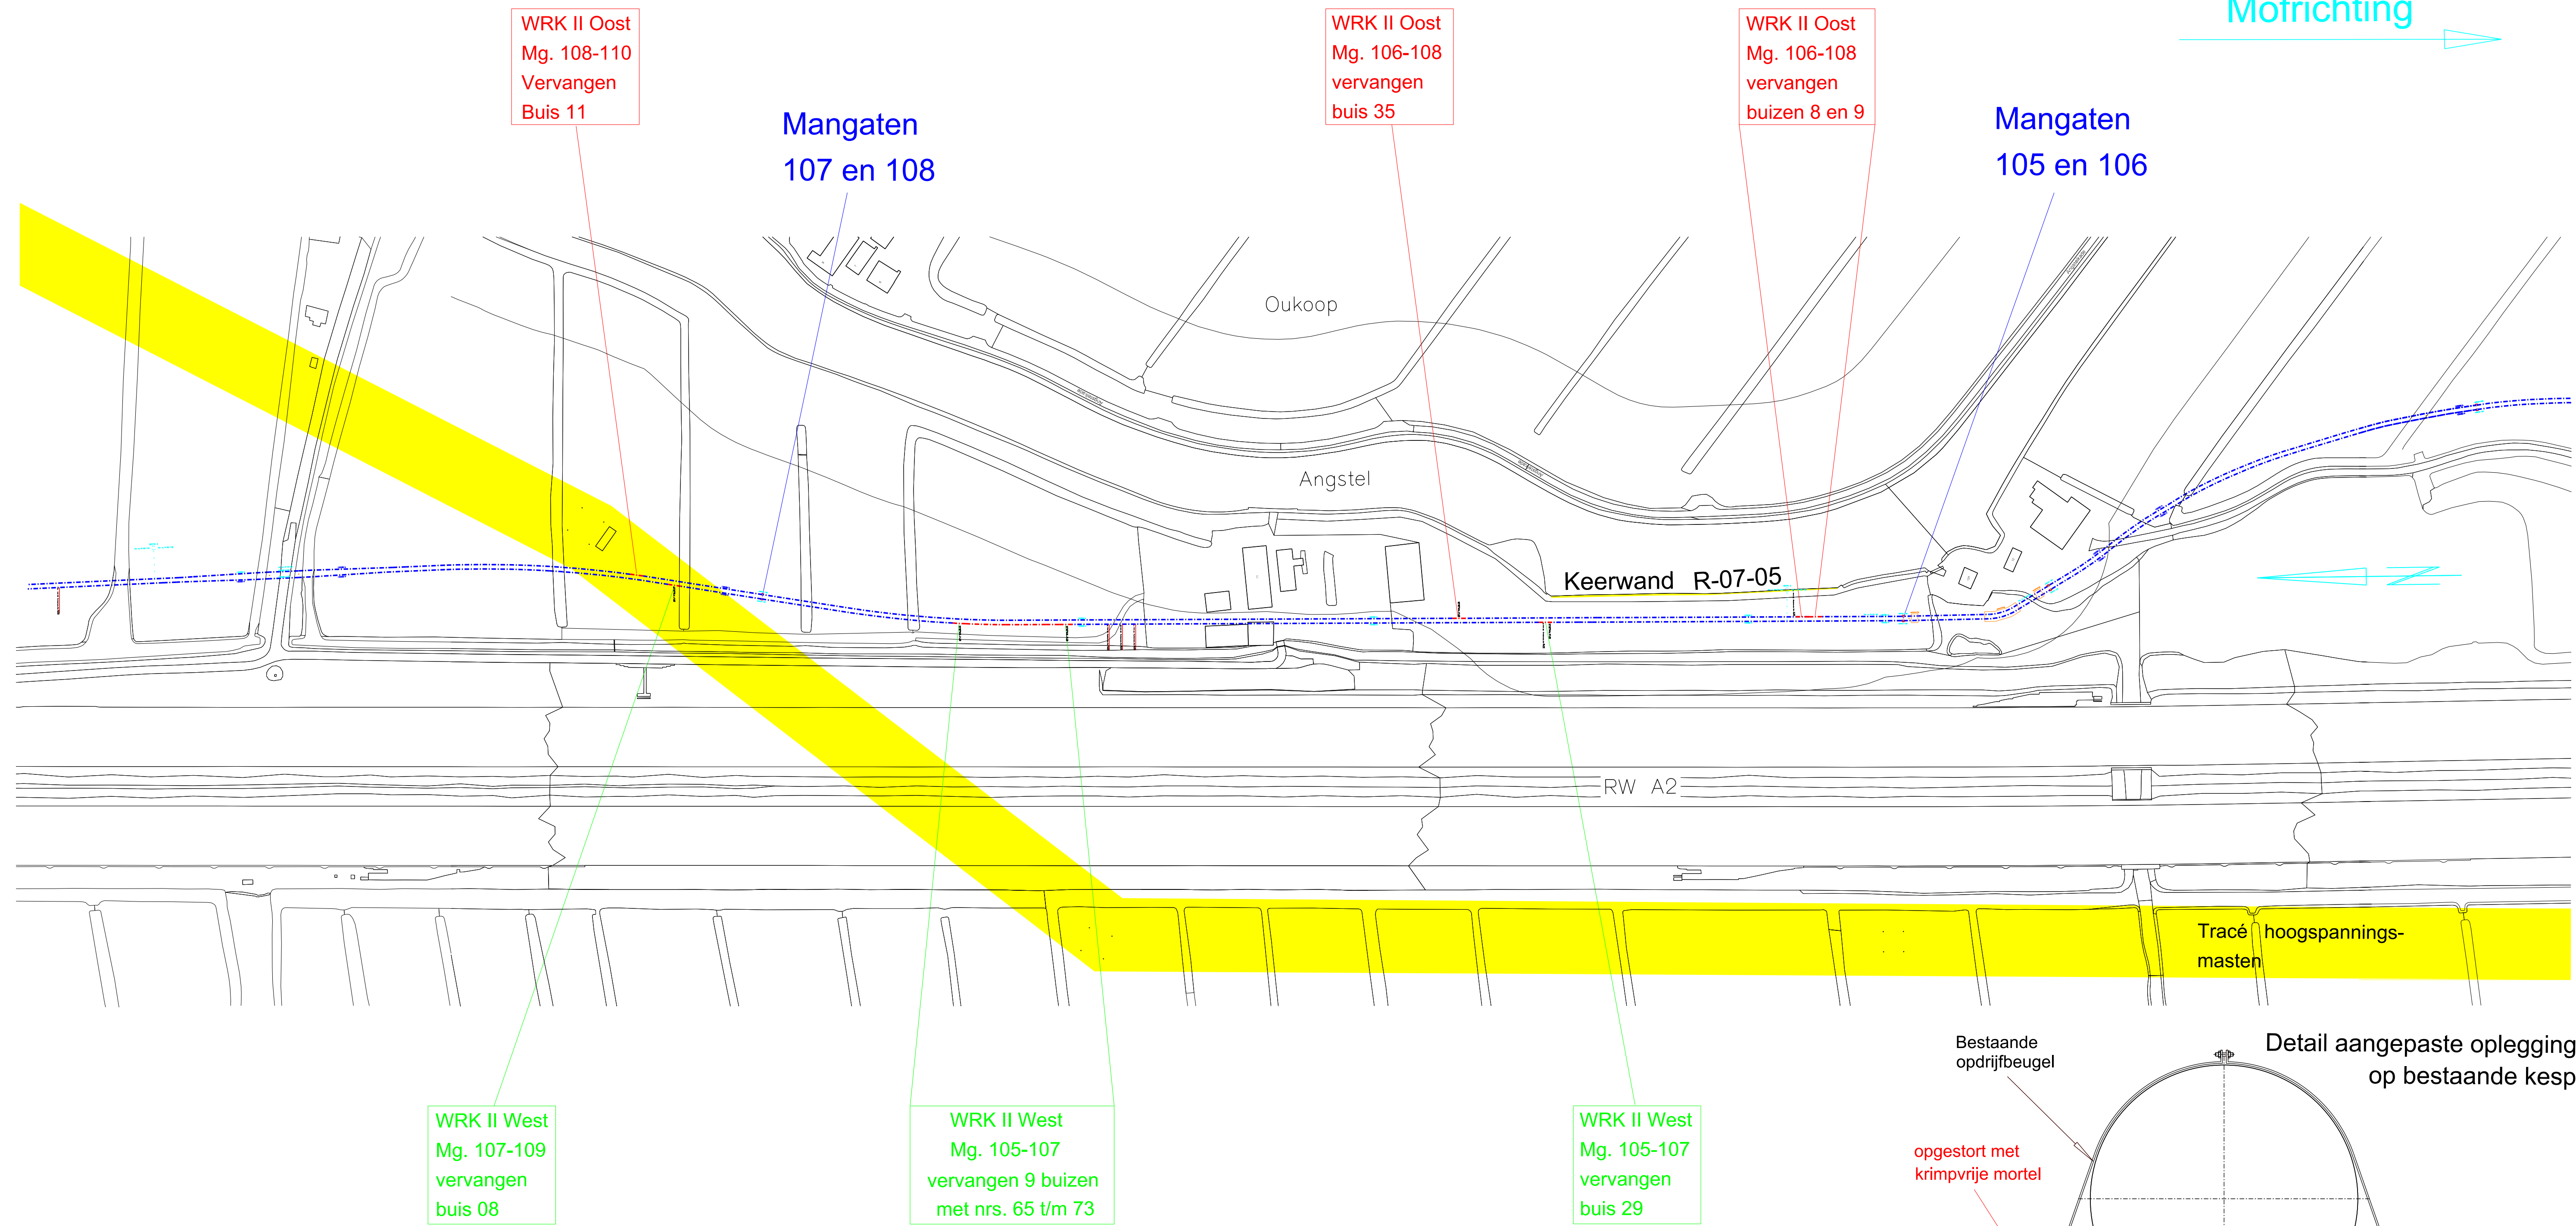 Mofrichting
WRK II Oost
Mg. 108-110
Vervangen
Buis 11
WRK II Oost
Mg. 106-108
vervangen
buis 35
WRK II Oost
Mg. 106-108
vervangen
buizen 8 en 9
Mangaten
107 en 108
Mangaten
105 en 106
Oukoop
Angstel
Keerwand R-07-05
N
RW A2
Tracé hoogspannings-
masten
Bestaande
opdrijfbeugel
Detail aangepaste oplegging
op bestaande kesp
opgestort met
krimpvrije mortel
WRK II West
Mg. 107-109
vervangen
buis 08
WRK II West
Mg. 105-107
vervangen 9 buizen
met nrs. 65 t/m 73
WRK II West
Mg. 105-107
vervangen
buis 29